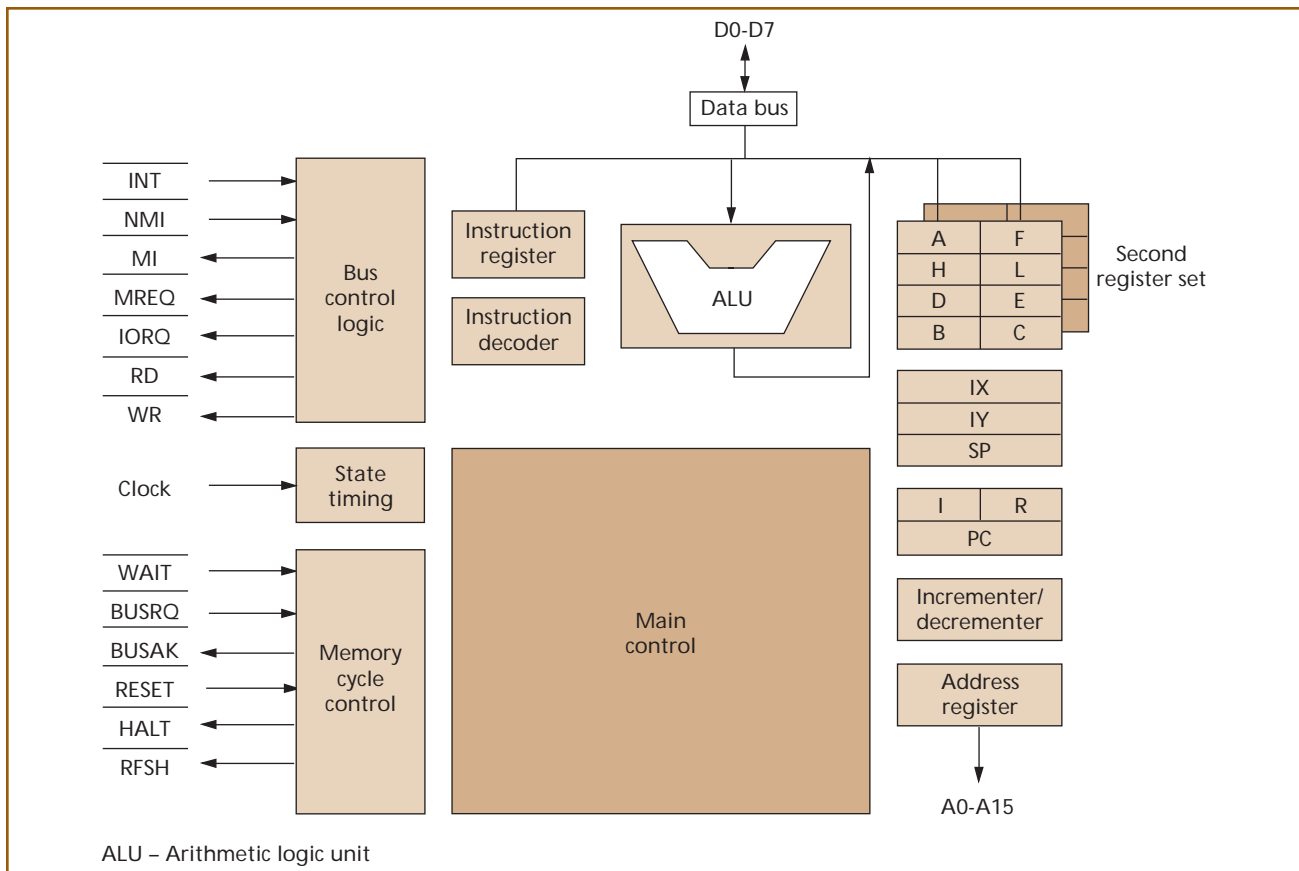 D0-D7
Data bus
INT
NMI
MI
MREQ
IORQ
RD
WR
Bus
control
logic
Instruction
register
Instruction
decoder
ALU
A F
H L
D E
B C
Second
register set
IX
IY
SP
Clock
State
timing
I R
PC
WAIT
BUSRQ
BUSAK
RESET
HALT
RFSH
Memory
cycle
control
Main
control
Incrementer/
decrementer
Address
register
A0-A15
ALU – Arithmetic logic unit